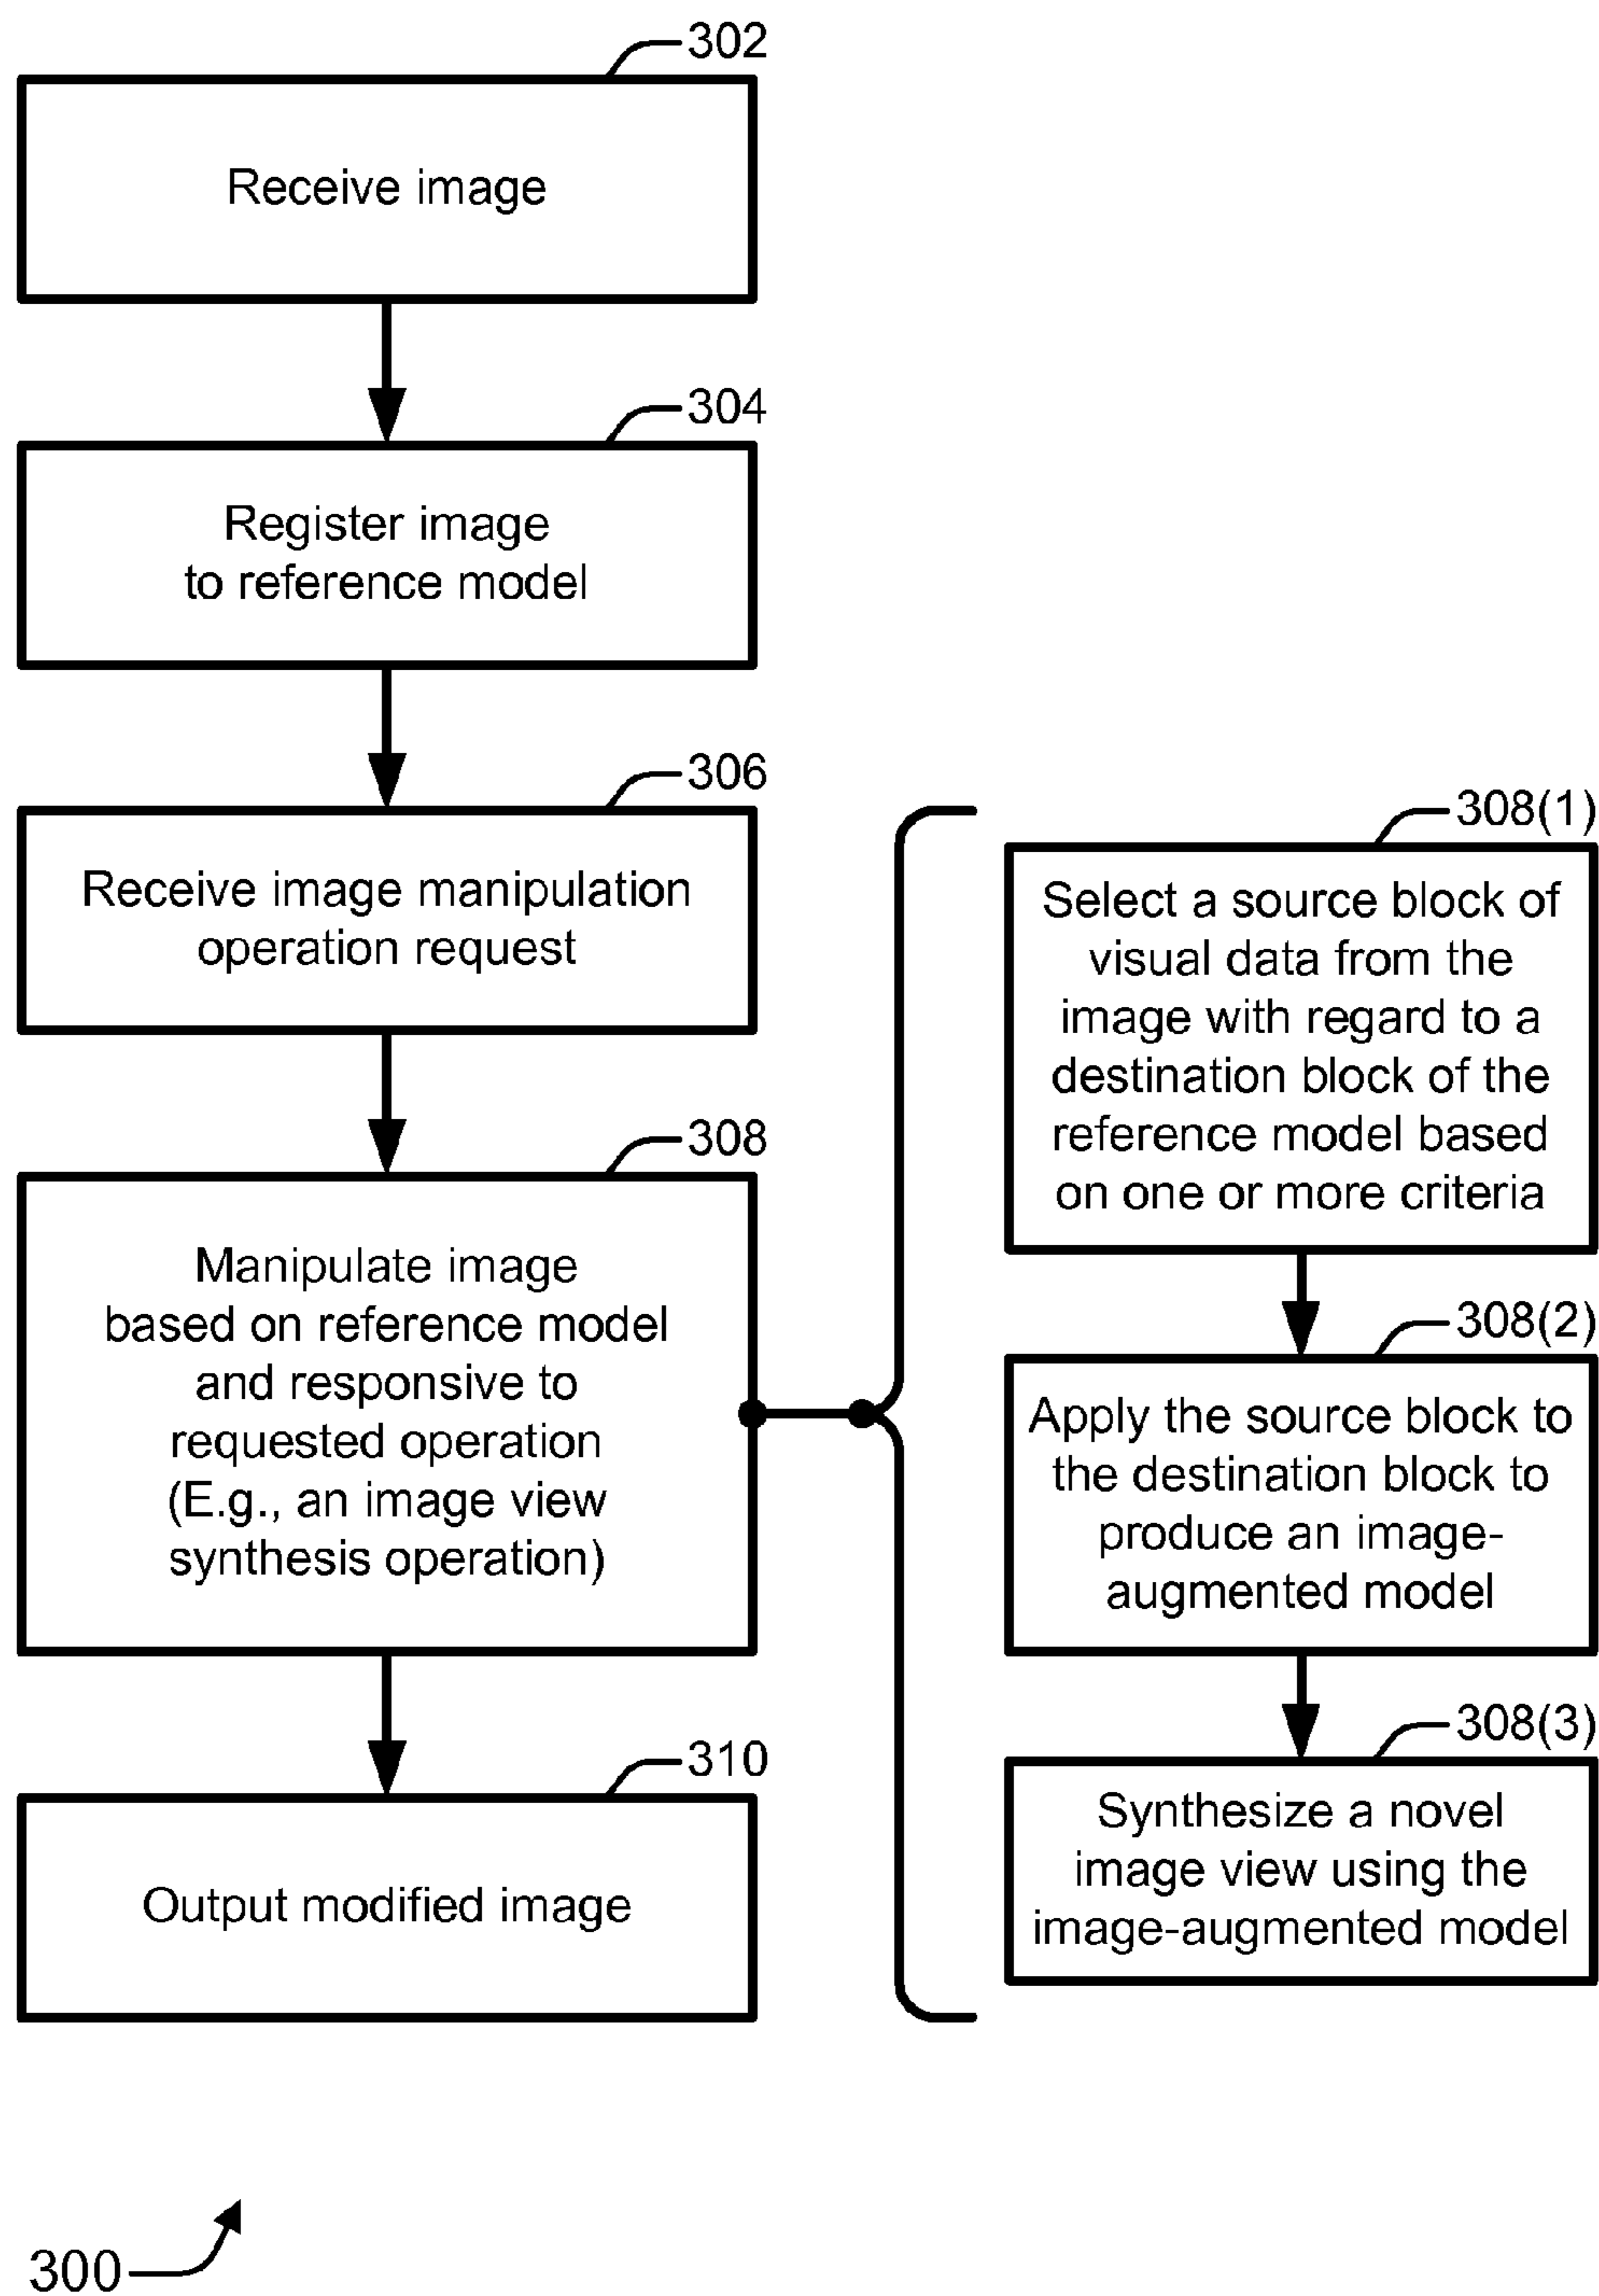 302
Receive image
304
Register image
to reference model
306
Receive image manipulation
operation request
308
Manipulate image
based on reference model
and responsive to
requested operation
(E.g., an image view
synthesis operation)
310
Output modified image
308(1)
Select a source block of
visual data from the
image with regard to a
destination block of the
reference model based
on one or more criteria
308(2)
Apply the source block to
the destination block to
produce an image-
augmented model
308(3)
Synthesize a novel
image view using the
image-augmented model
300